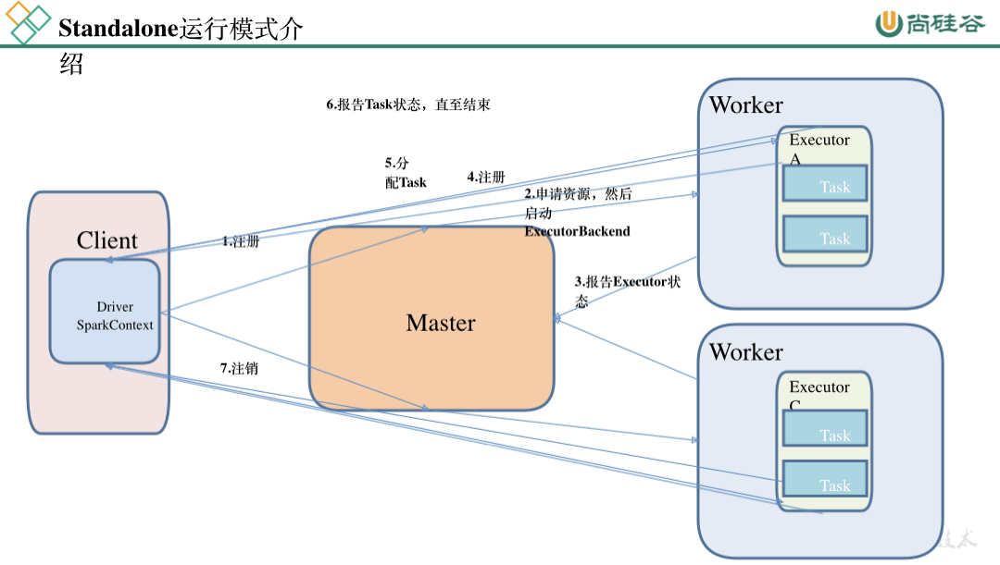 Standalone运行模式介
绍
尚硅谷
6.报告Task状态，直至结束
Worker
Executor
A
Task
Task
5.分
配Task
4.注册
2.申请资源，然后
启动
ExecutorBackend
Client
1.注册
Driver
SparkContext
Master
3.报告Executor状
态
7.注销
Worker
Executor
C
Task
Task
技术